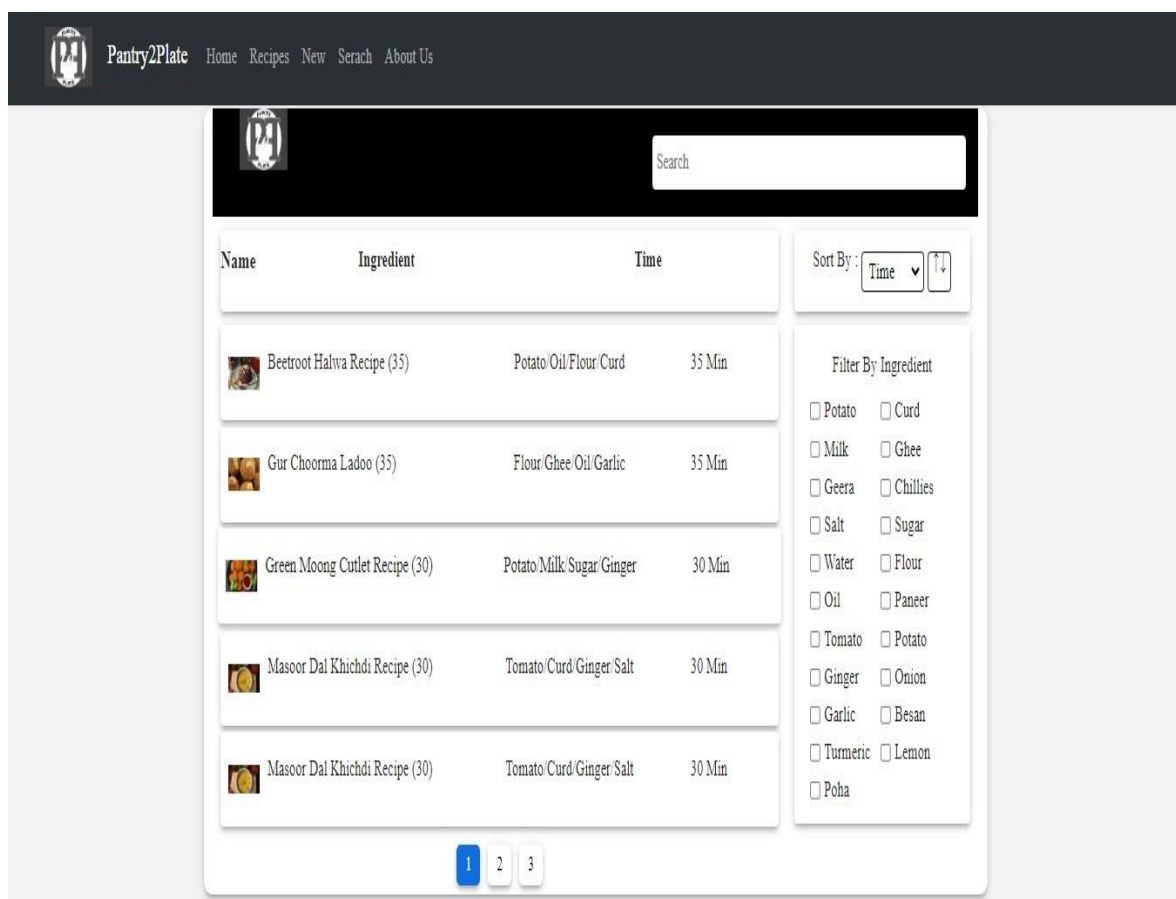 Pantry2Plate Home Recipes New Serach About Us
Search
Name Ingredient Time
Sort By : Time ↑↓
Beetroot Halwa Recipe (35) Potato/Oil/Flour/Curd 35 Min
Gur Choorma Ladoo (35) Flour/Ghee/Oil/Garlic 35 Min
Green Moong Cutlet Recipe (30) Potato/Milk/Sugar/Ginger 30 Min
Masoor Dal Khichdi Recipe (30) Tomato/Curd/Ginger/Salt 30 Min
Masoor Dal Khichdi Recipe (30) Tomato/Curd/Ginger/Salt 30 Min
Filter By Ingredient
Potato Curd
Milk Ghee
Geera Chillies
Salt Sugar
Water Flour
Oil Paneer
Tomato Potato
Ginger Onion
Garlic Besan
Turmeric Lemon
Poha
1 2 3